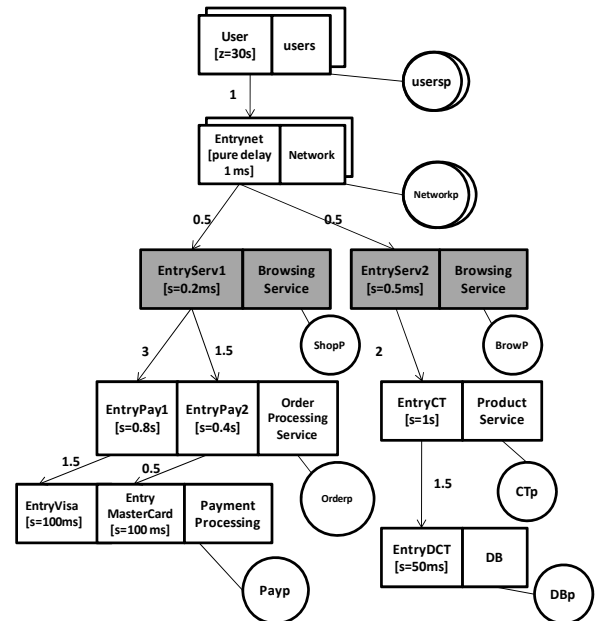 User
[z=30s]
users
usersp
1
Entrynet
[pure delay
1 ms]
Network
Networkp
0.5
0.5
EntryServ1
[s=0.2ms]
Browsing
Service
EntryServ2
[s=0.5ms]
Browsing
Service
ShopP
BrowP
3
1.5
2
EntryPay1
[s=0.8s]
EntryPay2
[s=0.4s]
Order
Processing
Service
EntryCT
[s=1s]
Product
Service
1.5
0.5
Orderp
CTp
1.5
EntryVisa
[s=100ms]
Entry
MasterCard
[s=100 ms]
Payment
Processing
EntryDCT
[s=50ms]
DB
Payp
DBp